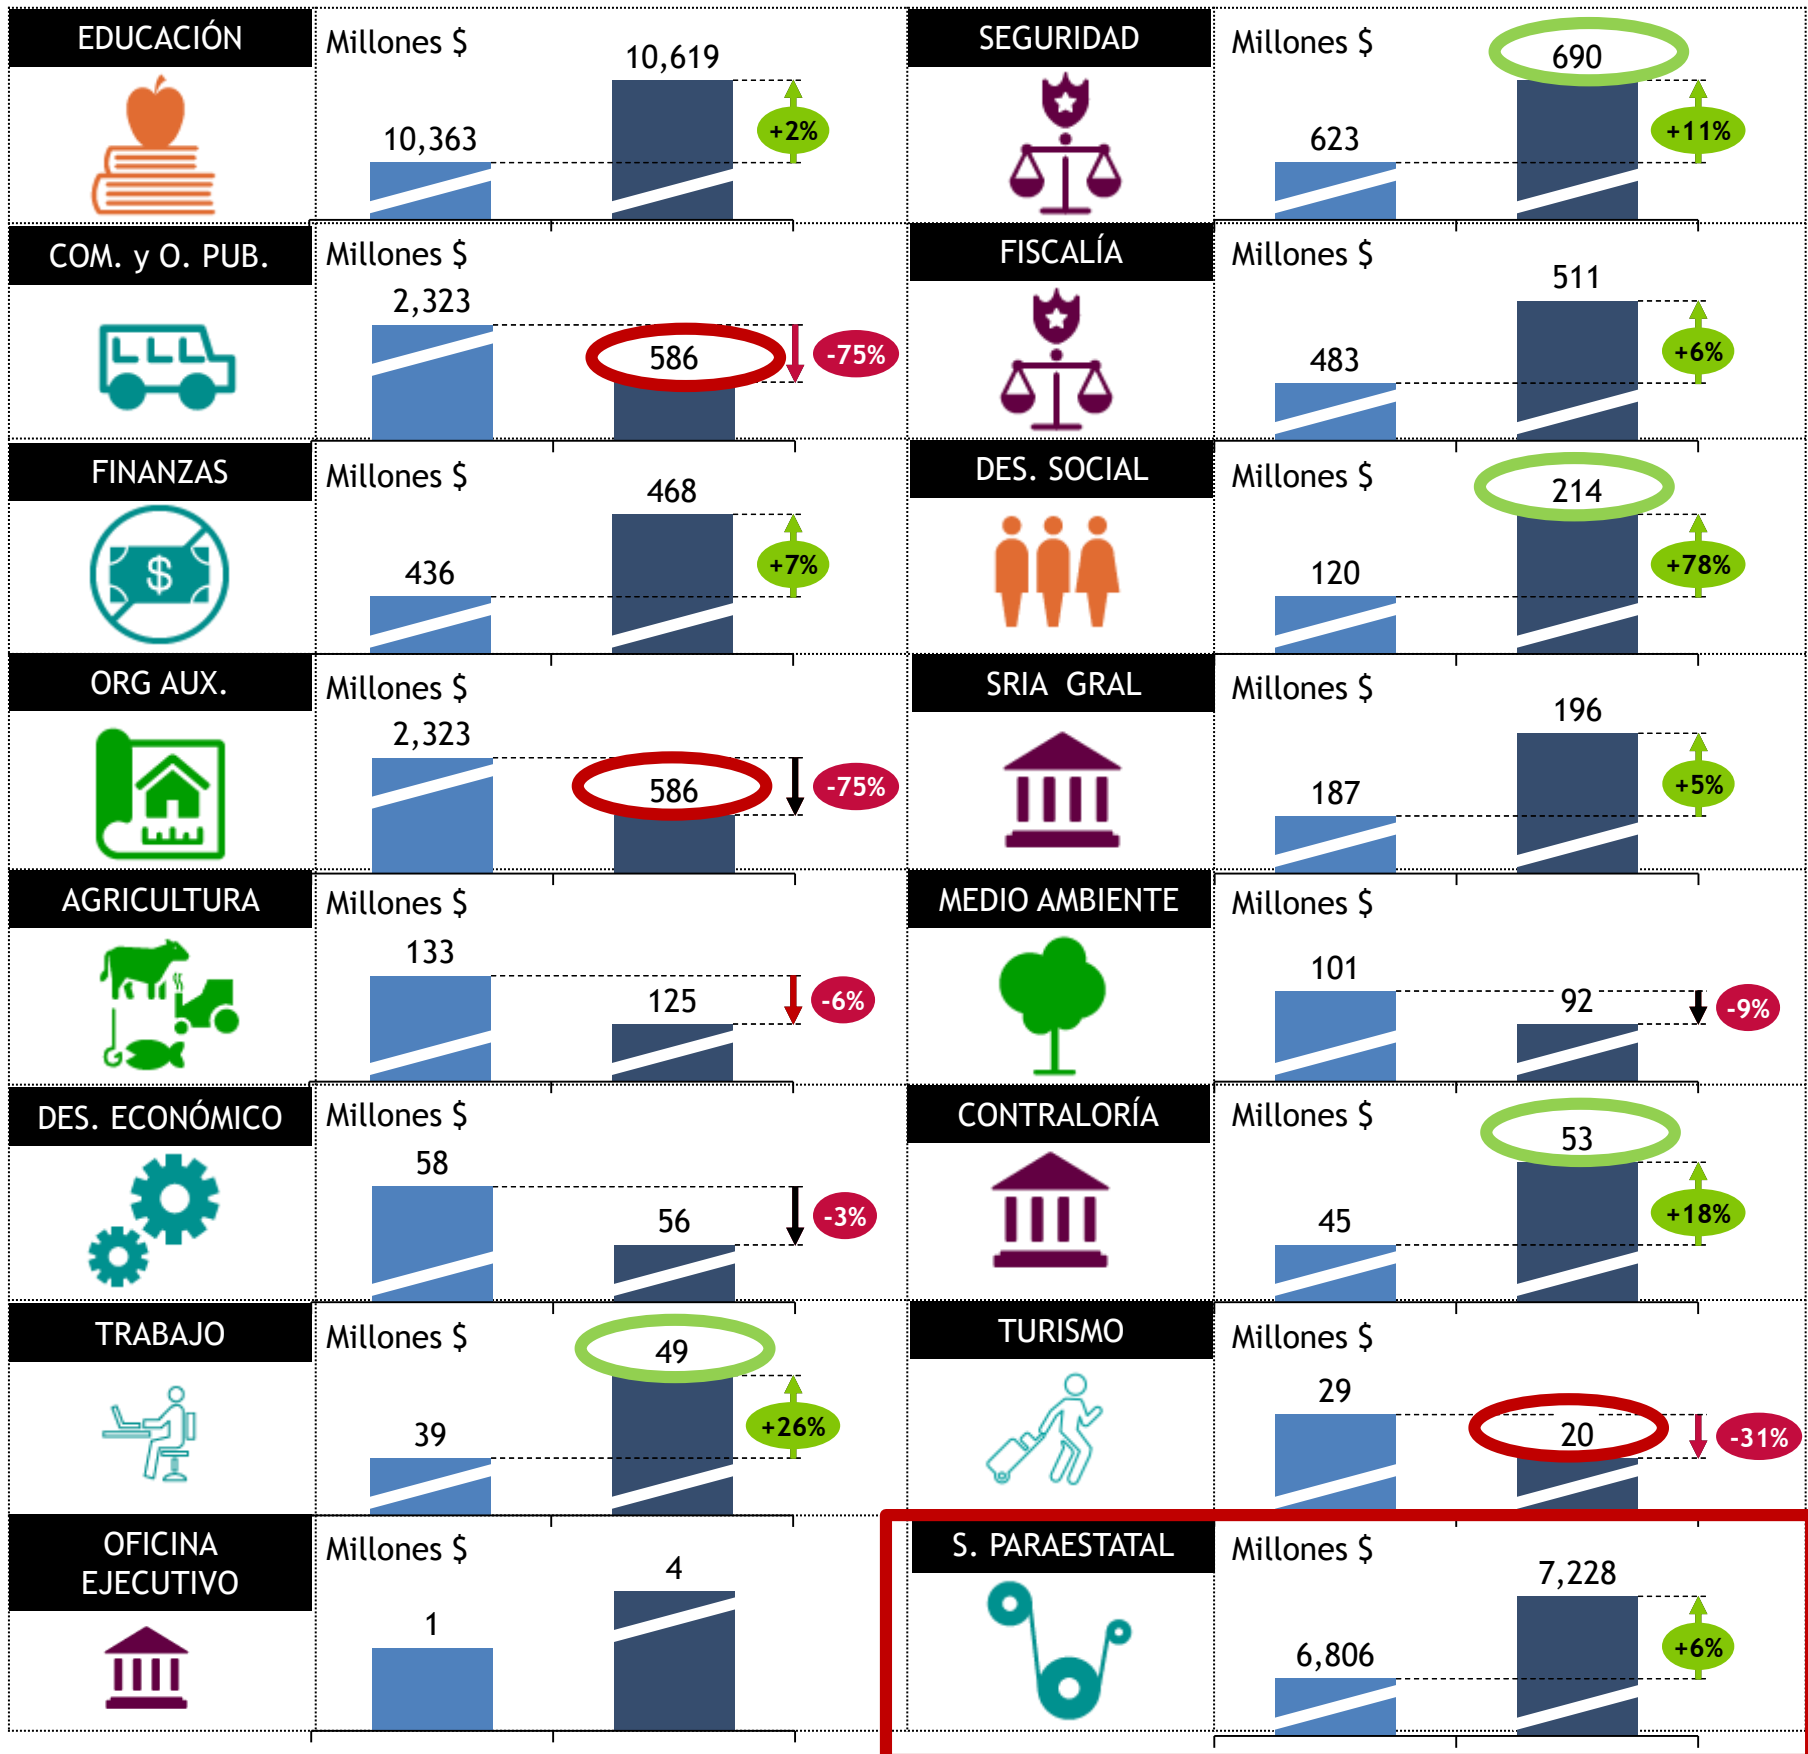 EDUCACIÓN
Millones $
10,363
10,619
+2%
SEGURIDAD
Millones $
623
690
+11%
COM. y O. PUB.
Millones $
2,323
586
-75%
FISCALÍA
Millones $
483
511
+6%
FINANZAS
$
Millones $
436
468
+7%
DES. SOCIAL
Millones $
120
214
+78%
ORG AUX.
Millones $
2,323
586
-75%
SRIA GRAL
Millones $
187
196
+5%
AGRICULTURA
Millones $
133
125
-6%
MEDIO AMBIENTE
Millones $
101
92
-9%
DES. ECONÓMICO
Millones $
58
56
-3%
CONTRALORÍA
Millones $
45
53
+18%
TRABAJO
Millones $
39
49
+26%
TURISMO
Millones $
29
20
-31%
OFICINA
EJECUTIVO
Millones $
1
4
S. PARAESTATAL
Millones $
6,806
7,228
+6%